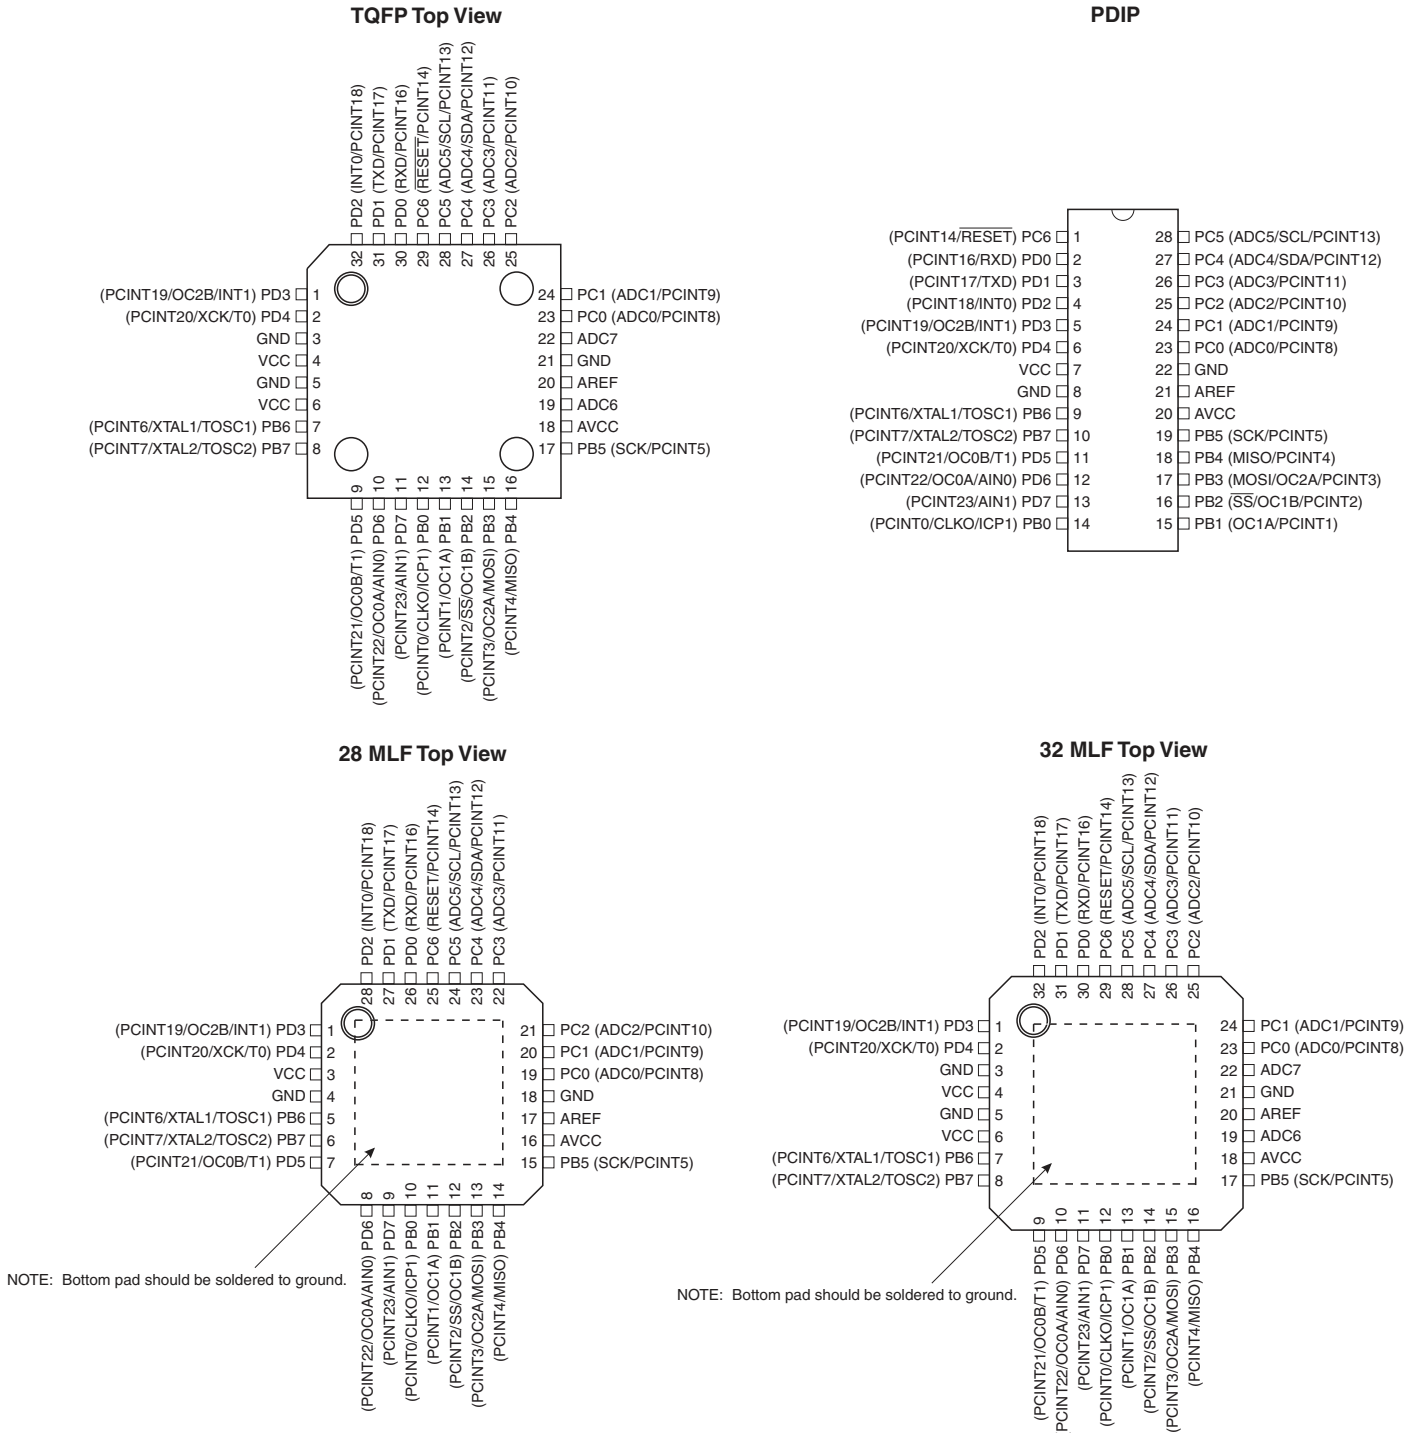 TQFP Top View
PD2 (INT0/PCINT18)
PD1 (TXD/PCINT17)
PD0 (RXD/PCINT16)
PC6 (RESET/PCINT14)
PC5 (ADC5/SCL/PCINT13)
PC4 (ADC4/SDA/PCINT12)
PC3 (ADC3/PCINT11)
PC2 (ADC2/PCINT10)
32 31 30 29 28 27 26 25
(PCINT19/OC2B/INT1) PD3 1
(PCINT20/XCK/T0) PD4 2
GND 3
VCC 4
GND 5
VCC 6
(PCINT6/XTAL1/TOSC1) PB6 7
(PCINT7/XTAL2/TOSC2) PB7 8
24 PC1 (ADC1/PCINT9)
23 PC0 (ADC0/PCINT8)
22 ADC7
21 GND
20 AREF
19 ADC6
18 AVCC
17 PB5 (SCK/PCINT5)
9 10 11 12 13 14 15 16
(PCINT21/OC0B/T1) PD5
(PCINT22/OC0A/AIN0) PD6
(PCINT23/AIN1) PD7
(PCINT0/CLKO/ICP1) PB0
(PCINT1/OC1A) PB1
(PCINT2/SS/OC1B) PB2
(PCINT3/OC2A/MOSI) PB3
(PCINT4/MISO) PB4
PDIP
(PCINT14/RESET) PC6 1
(PCINT16/RXD) PD0 2
(PCINT17/TXD) PD1 3
(PCINT18/INT0) PD2 4
(PCINT19/OC2B/INT1) PD3 5
(PCINT20/XCK/T0) PD4 6
VCC 7
GND 8
(PCINT6/XTAL1/TOSC1) PB6 9
(PCINT7/XTAL2/TOSC2) PB7 10
(PCINT21/OC0B/T1) PD5 11
(PCINT22/OC0A/AIN0) PD6 12
(PCINT23/AIN1) PD7 13
(PCINT0/CLKO/ICP1) PB0 14
28 PC5 (ADC5/SCL/PCINT13)
27 PC4 (ADC4/SDA/PCINT12)
26 PC3 (ADC3/PCINT11)
25 PC2 (ADC2/PCINT10)
24 PC1 (ADC1/PCINT9)
23 PC0 (ADC0/PCINT8)
22 GND
21 AREF
20 AVCC
19 PB5 (SCK/PCINT5)
18 PB4 (MISO/PCINT4)
17 PB3 (MOSI/OC2A/PCINT3)
16 PB2 (SS/OC1B/PCINT2)
15 PB1 (OC1A/PCINT1)
28 MLF Top View
PD2 (INT0/PCINT18)
PD1 (TXD/PCINT17)
PD0 (RXD/PCINT16)
PC6 (RESET/PCINT14)
PC5 (ADC5/SCL/PCINT13)
PC4 (ADC4/SDA/PCINT12)
PC3 (ADC3/PCINT11)
28 27 26 25 24 23 22
(PCINT19/OC2B/INT1) PD3 1
(PCINT20/XCK/T0) PD4 2
VCC 3
GND 4
(PCINT6/XTAL1/TOSC1) PB6 5
(PCINT7/XTAL2/TOSC2) PB7 6
(PCINT21/OC0B/T1) PD5 7
21 PC2 (ADC2/PCINT10)
20 PC1 (ADC1/PCINT9)
19 PC0 (ADC0/PCINT8)
18 GND
17 AREF
16 AVCC
15 PB5 (SCK/PCINT5)
8 9 10 11 12 13 14
(PCINT22/OC0A/AIN0) PD6
(PCINT23/AIN1) PD7
(PCINT0/CLKO/ICP1) PB0
(PCINT1/OC1A) PB1
(PCINT2/SS/OC1B) PB2
(PCINT3/OC2A/MOSI) PB3
(PCINT4/MISO) PB4
NOTE: Bottom pad should be soldered to ground.
32 MLF Top View
PD2 (INT0/PCINT18)
PD1 (TXD/PCINT17)
PD0 (RXD/PCINT16)
PC6 (RESET/PCINT14)
PC5 (ADC5/SCL/PCINT13)
PC4 (ADC4/SDA/PCINT12)
PC3 (ADC3/PCINT11)
PC2 (ADC2/PCINT10)
32 31 30 29 28 27 26 25
(PCINT19/OC2B/INT1) PD3 1
(PCINT20/XCK/T0) PD4 2
GND 3
VCC 4
GND 5
VCC 6
(PCINT6/XTAL1/TOSC1) PB6 7
(PCINT7/XTAL2/TOSC2) PB7 8
24 PC1 (ADC1/PCINT9)
23 PC0 (ADC0/PCINT8)
22 ADC7
21 GND
20 AREF
19 ADC6
18 AVCC
17 PB5 (SCK/PCINT5)
9 10 11 12 13 14 15 16
(PCINT21/OC0B/T1) PD5
PCINT22/OC0A/AIN0) PD6
(PCINT23/AIN1) PD7
(PCINT0/CLKO/ICP1) PB0
(PCINT1/OC1A) PB1
(PCINT2/SS/OC1B) PB2
(PCINT3/OC2A/MOSI) PB3
(PCINT4/MISO) PB4
NOTE: Bottom pad should be soldered to ground.